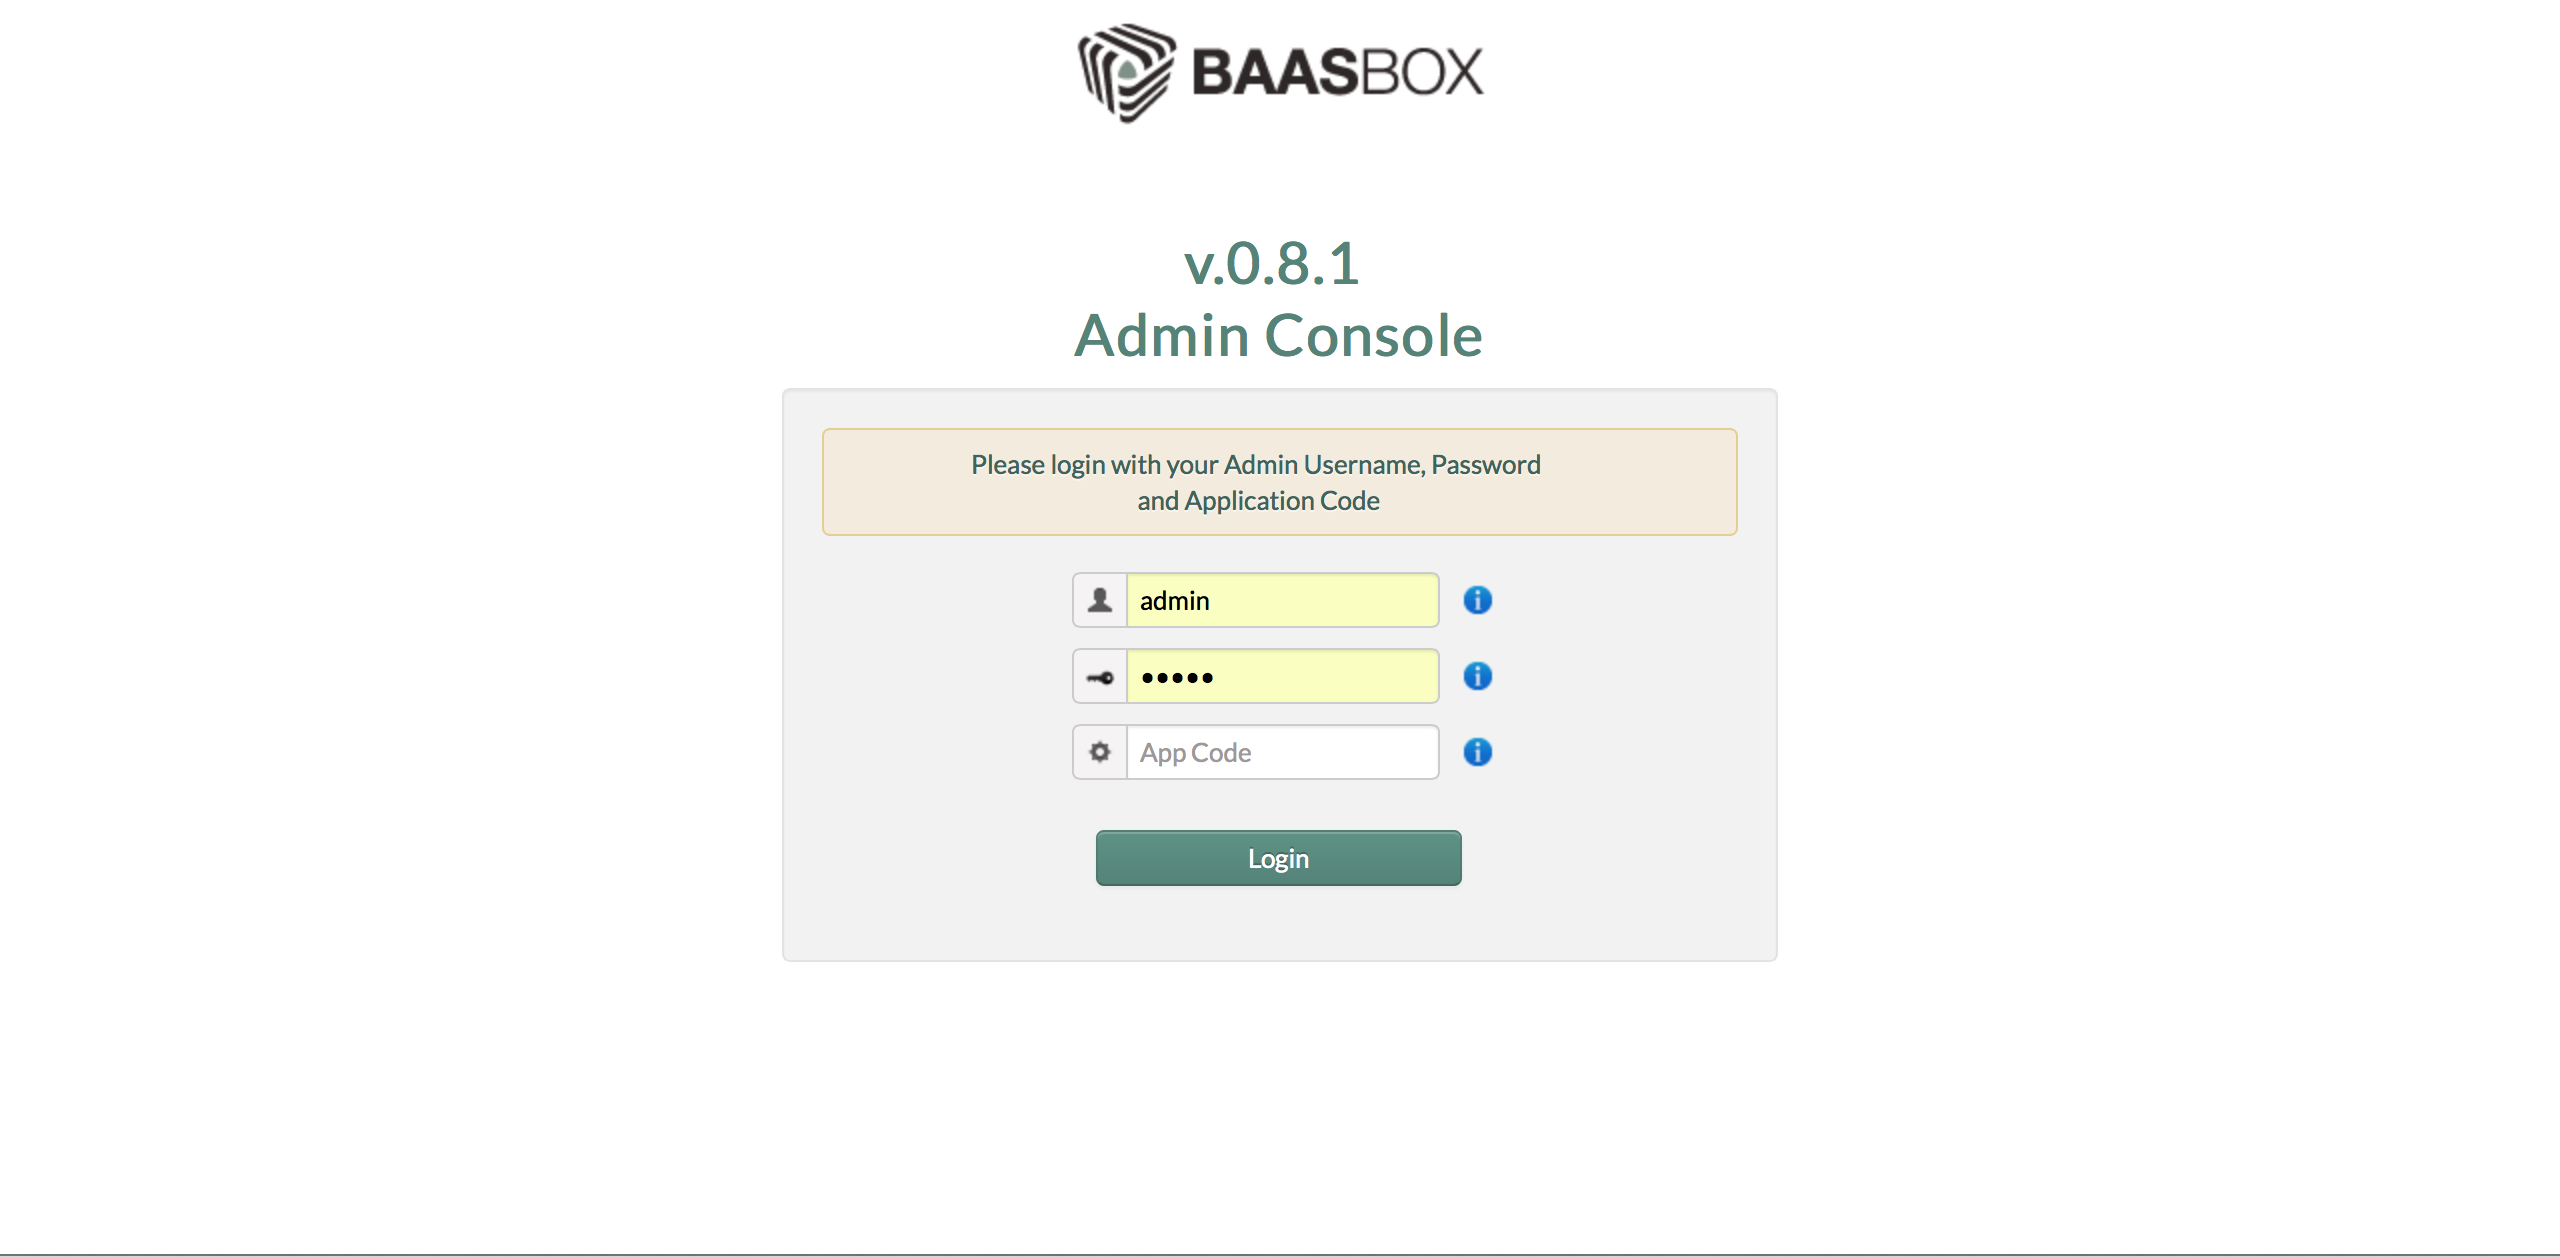 BAASBOX
v.0.8.1
Admin Console
Please login with your Admin Username, Password
and Application Code
admin
•••••
App Code
Login